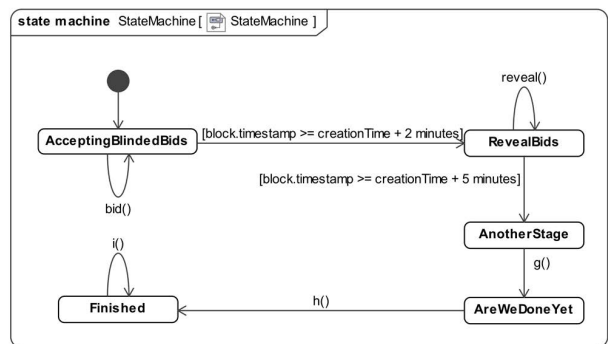 state machine StateMachine [ StateMachine ]
reveal()
AcceptingBlindedBids
[block.timestamp >= creationTime + 2 minutes]
RevealBids
bid()
[block.timestamp >= creationTime + 5 minutes]
AnotherStage
i()
g()
Finished
h()
AreWeDoneYet